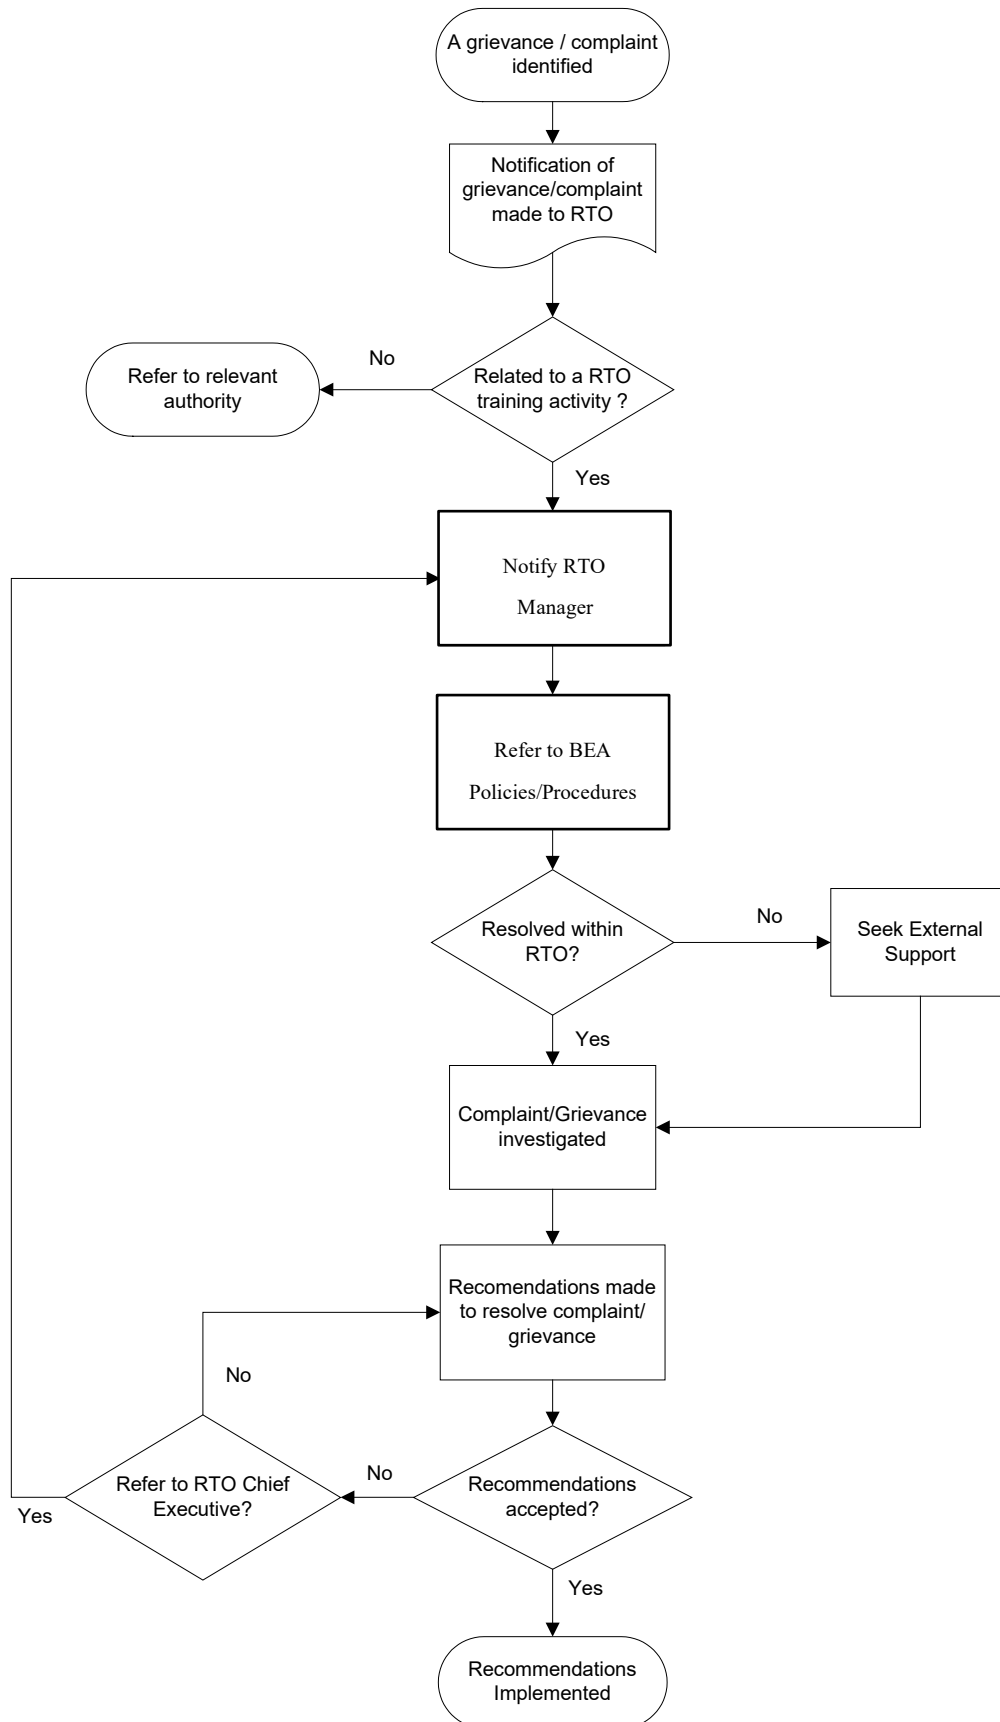 A grievance / complaint
identified
Notification of
grievance/complaint
made to RTO
No
Refer to relevant
authority
Related to a RTO
training activity ?
Yes
Notify RTO
Manager
Refer to BEA
Policies/Procedures
Resolved within
RTO?
No
Seek External
Support
Yes
Complaint/Grievance
investigated
Recomendations made
to resolve complaint/
grievance
No
Refer to RTO Chief
Executive?
Yes
No
Recommendations
accepted?
Yes
Recommendations
Implemented